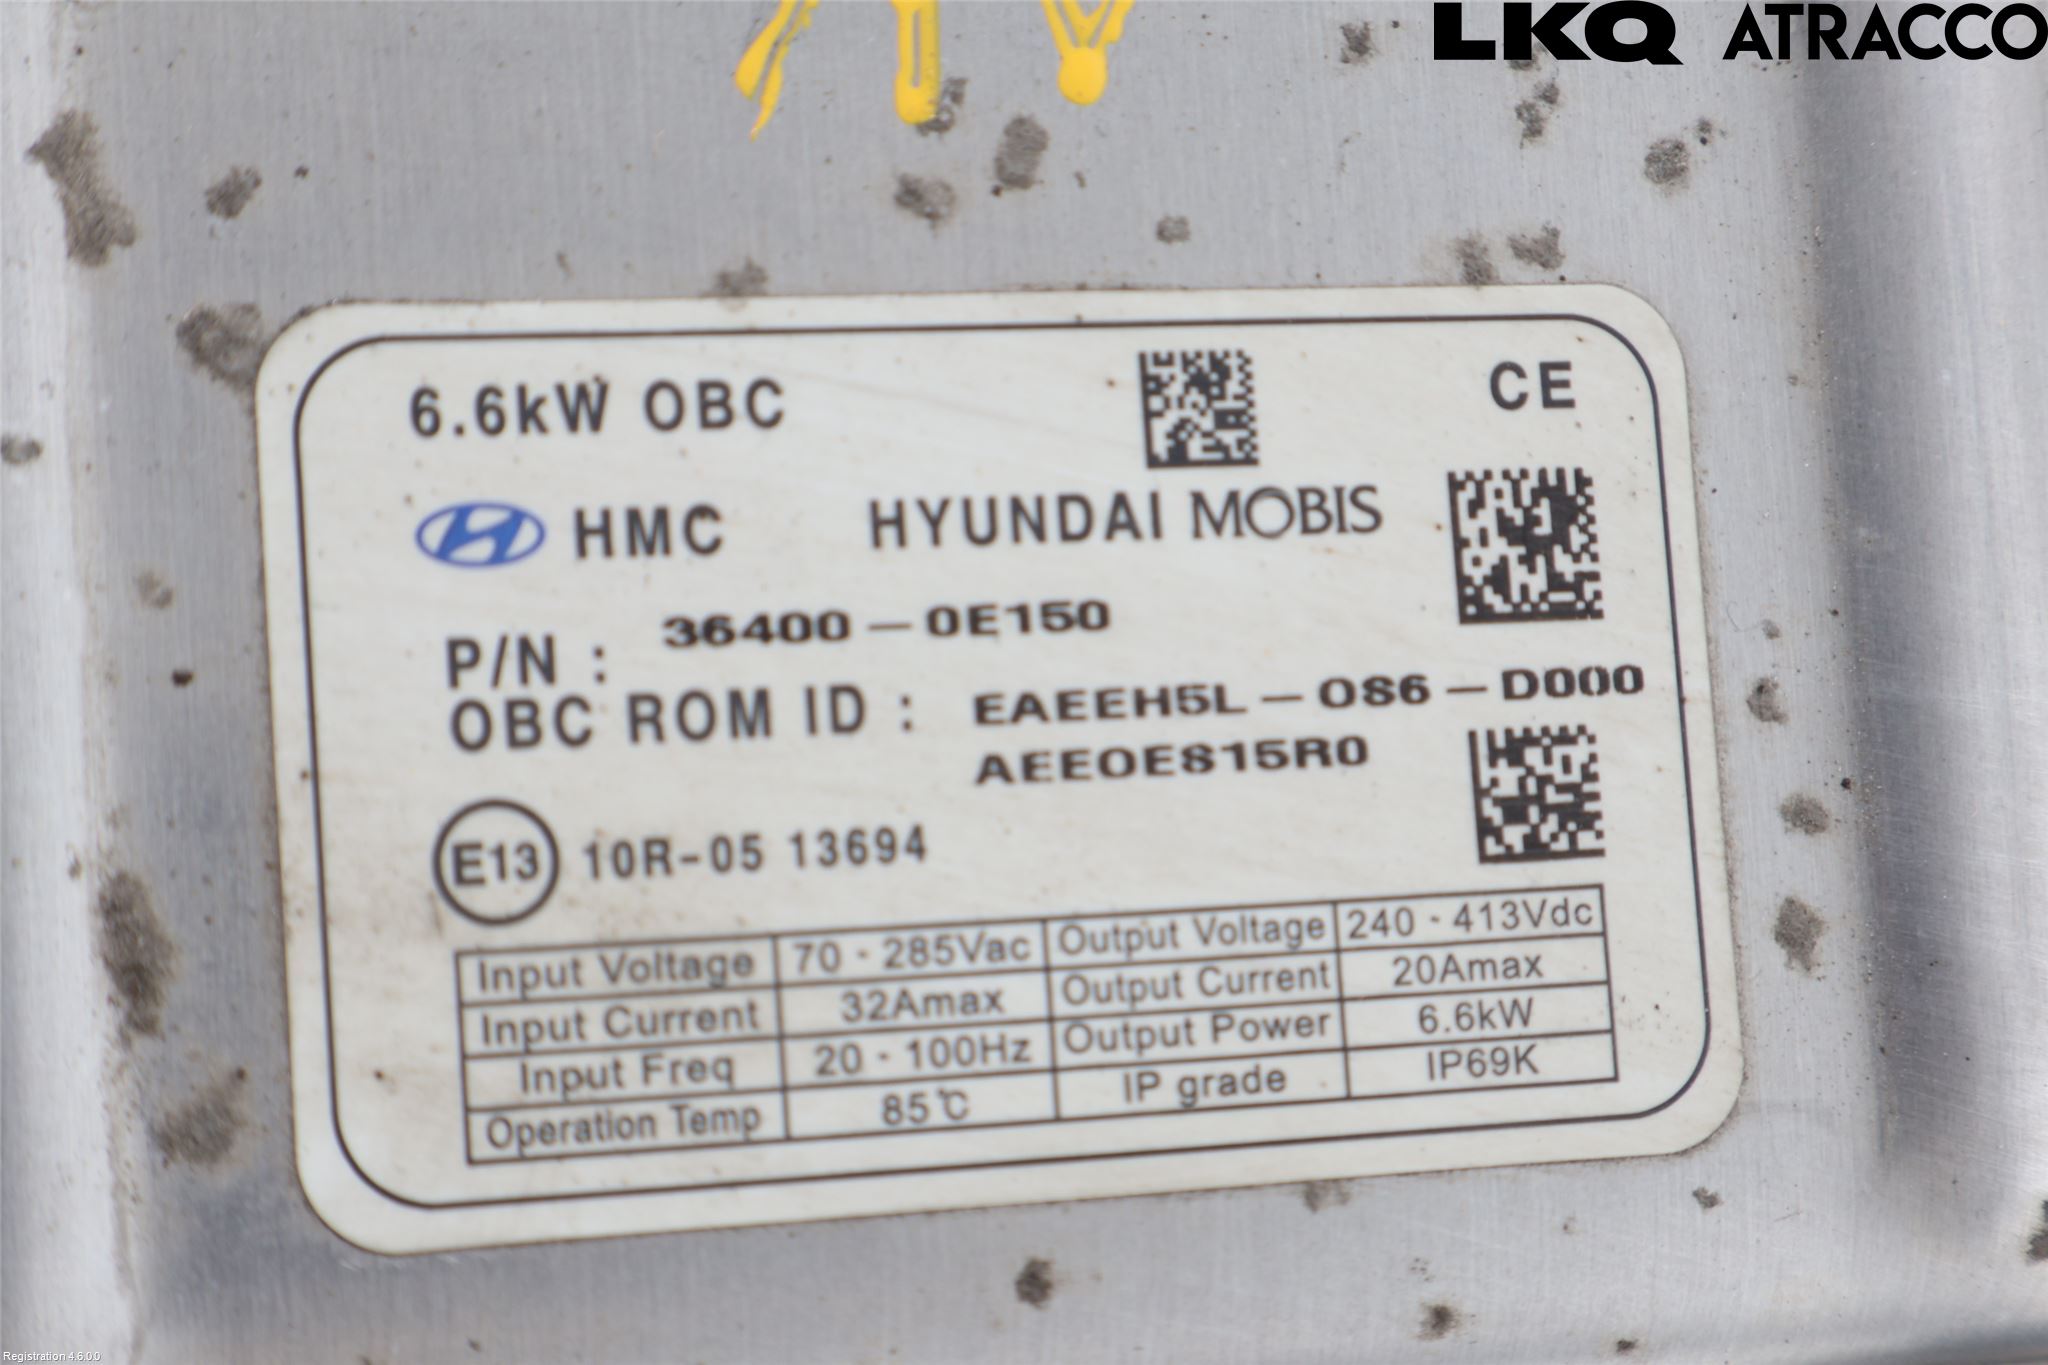 LKQ ATRACCO
6.6kW OBC
CE
HMC HYUNDAI MOBIS
P/N : 36400-0E150
OBC ROM ID : EAEEH5L-OS6-D000
AEEOES15R0
E13 10R-05 13694
Input Voltage 70 - 285Vac Output Voltage 240 - 413Vdc
Input Current 32Amax Output Current 20Amax
Input Freq 20 - 100Hz Output Power 6.6kW
Operation Temp 85℃ IP grade IP69K
Registration 4.6.0.0